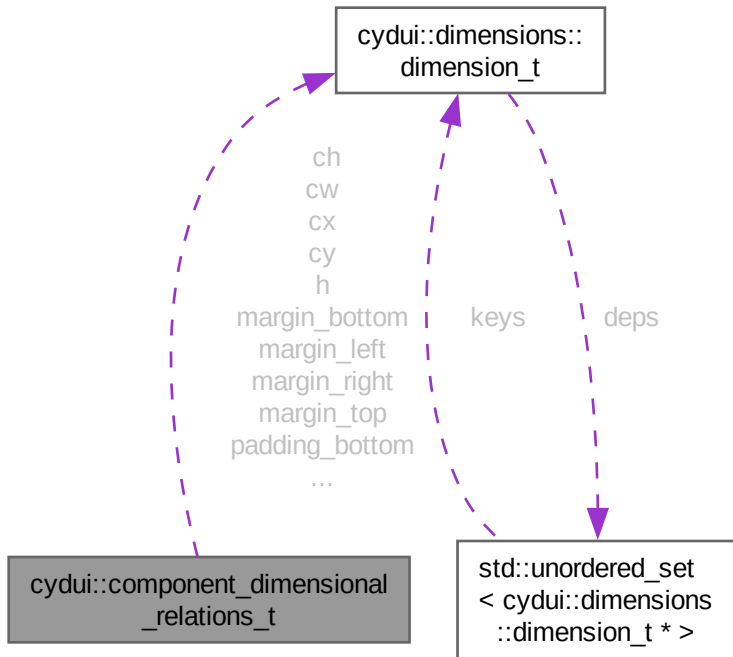 cydui::dimensions::
dimension_t
ch
cw
cx
cy
h
margin_bottom
margin_left
margin_right
margin_top
padding_bottom
...
keys
deps
cydui::component_dimensional
_relations_t
std::unordered_set
< cydui::dimensions
::dimension_t * >